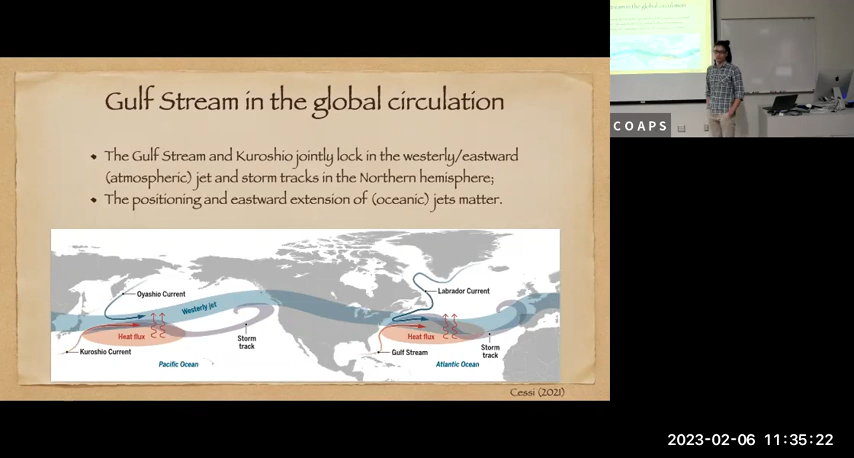 Gulf Stream in the global circulation
• The Gulf Stream and Kuroshio jointly lock in the westerly/eastward
(atmospheric) jet and storm tracks in the Northern hemisphere;
• The positioning and eastward extension of (oceanic) jets matter.
Oyashio Current
Westerly jet
Heat flux
Kuroshio Current
Storm
track
Pacific Ocean
Labrador Current
Heat flux
Gulf Stream
Storm
track
Atlantic Ocean
Cessi (2021)
COAPS
2023-02-06 11:35:22